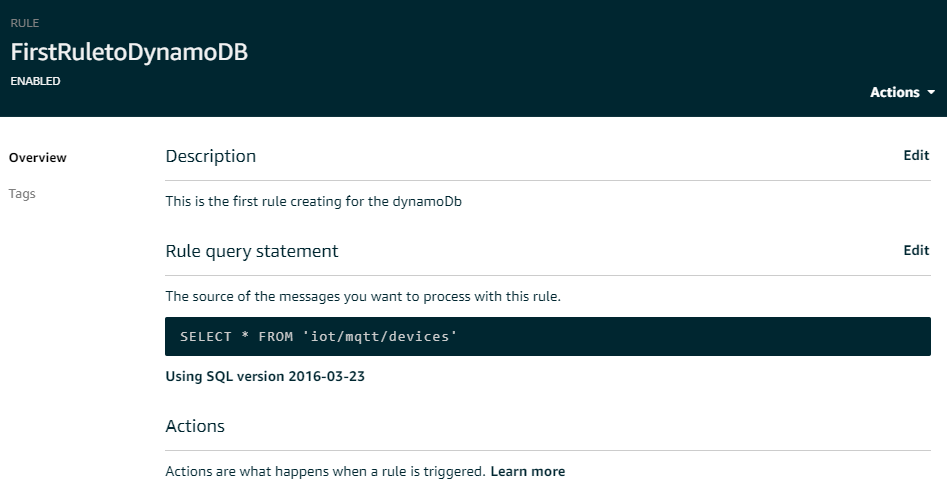 RULE
FirstRuletoDynamoDB
ENABLED
Actions
Overview
Tags
Description
Edit
This is the first rule creating for the dynamoDb
Rule query statement
Edit
The source of the messages you want to process with this rule.
SELECT * FROM 'iot/mqtt/devices'
Using SQL version 2016-03-23
Actions
Actions are what happens when a rule is triggered. Learn more